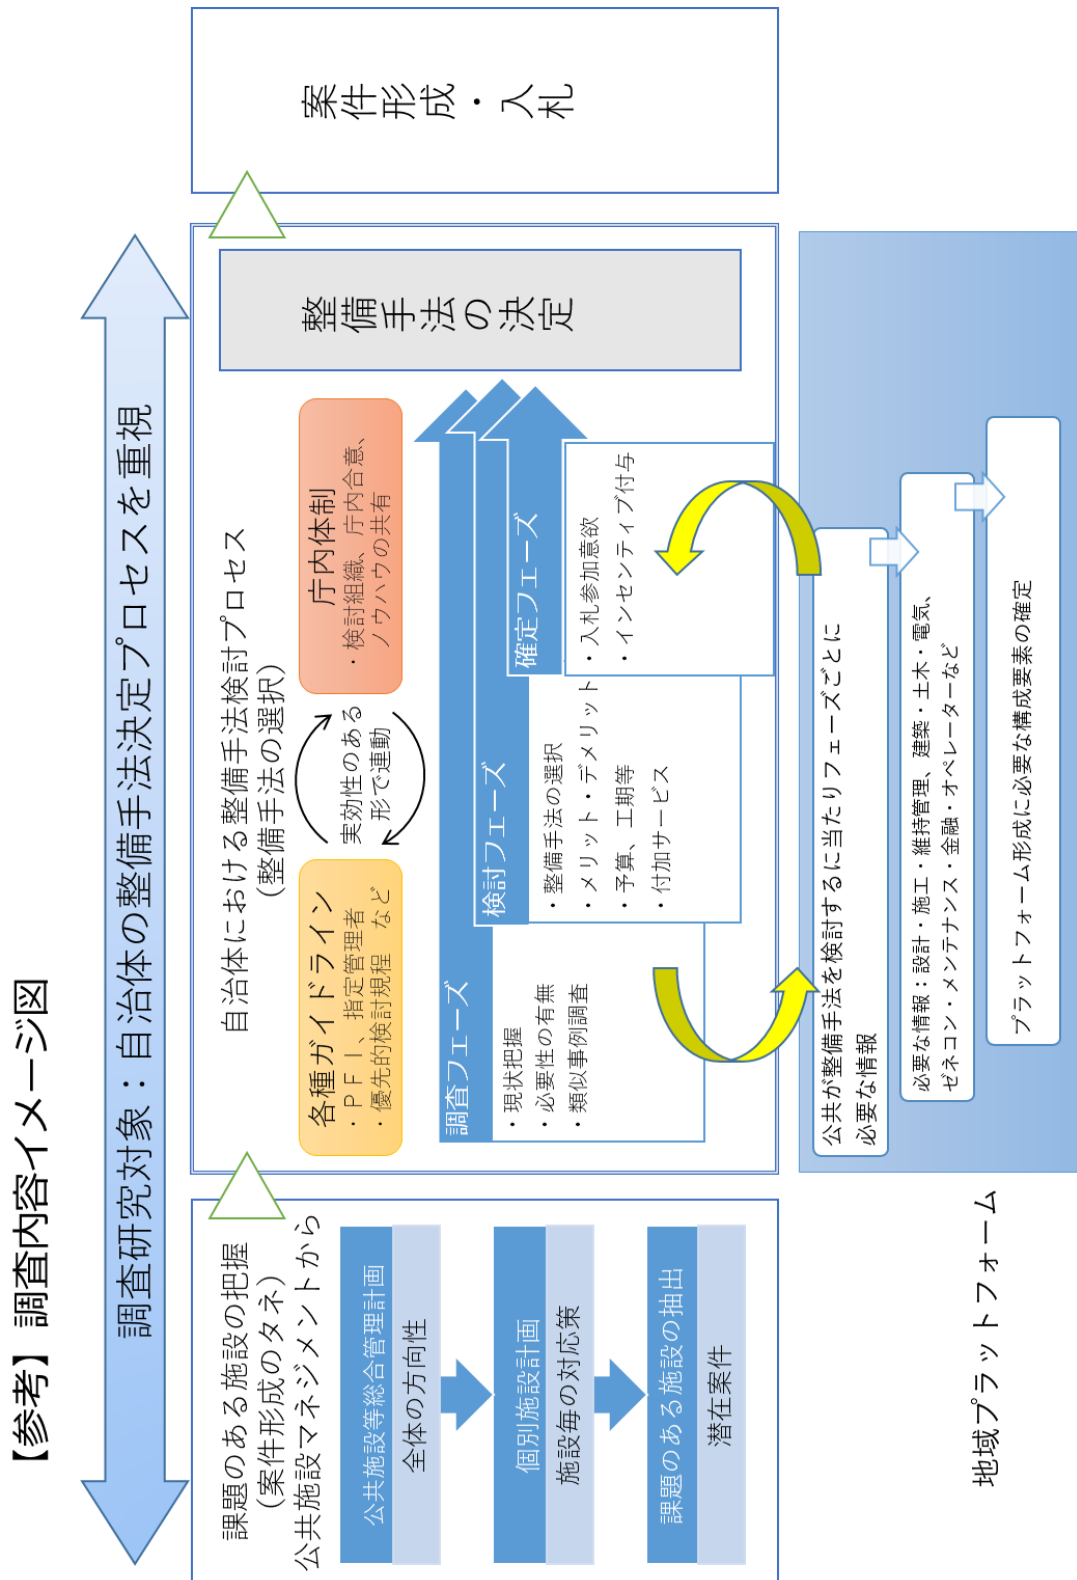 【参考】調査内容イメージ図
調査研究対象：自治体の整備手法決定プロセスを重視
課題のある施設の把握
（案件形成のタネ）
公共施設マネジメントから
公共施設等総合管理計画
全体の方向性
個別施設計画
施設毎の対応策
課題のある施設の抽出
潜在案件
自治体における整備手法検討プロセス
（整備手法の選択）
各種ガイドライン
・ＰＦＩ、指定管理者
・優先的検討規程　など
実効性のある
形で連動
庁内体制
・検討組織、庁内合意、
ノウハウの共有
調査フェーズ
・現状把握
・必要性の有無
・類似事例調査
検討フェーズ
・整備手法の選択
・メリット・デメリット
・予算、工期等
・付加サービス
確定フェーズ
・入札参加意欲
・インセンティブ付与
整備手法の決定
案件形成・入札
地域プラットフォーム
公共が整備手法を検討するに当たりフェーズごとに
必要な情報
必要な情報：設計・施工・維持管理、建築・土木・電気、
ゼネコン・メンテナンス・金融・オペレーターなど
プラットフォーム形成に必要な構成要素の確定